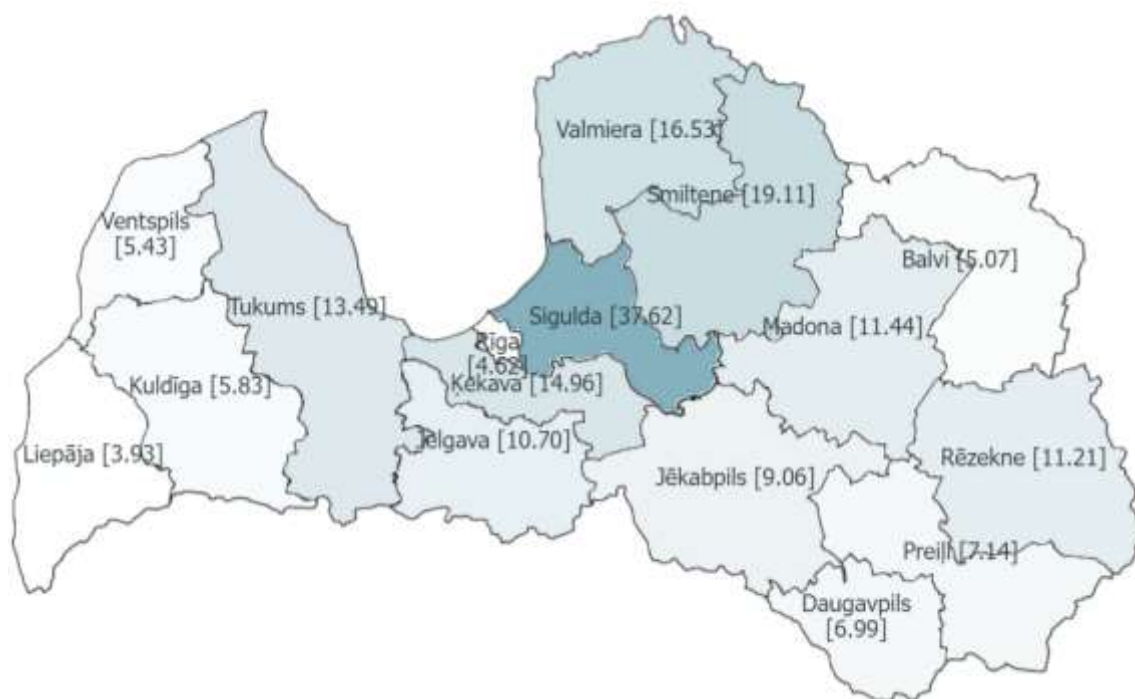 Valmiera [16.53]
Smiltene [19.11]
Ventspils
[5.43]
Balvi [5.07]
Tukums [13.49]
Sigulda [37.62]
Madona [11.44]
Rīga
[4.62]
Kuldīga [5.83]
Ķekava [14.96]
Jelgava [10.70]
Liepāja [3.93]
Rēzekne [11.21]
Jēkabpils [9.06]
Preiļi [7.14]
Daugavpils
[6.99]